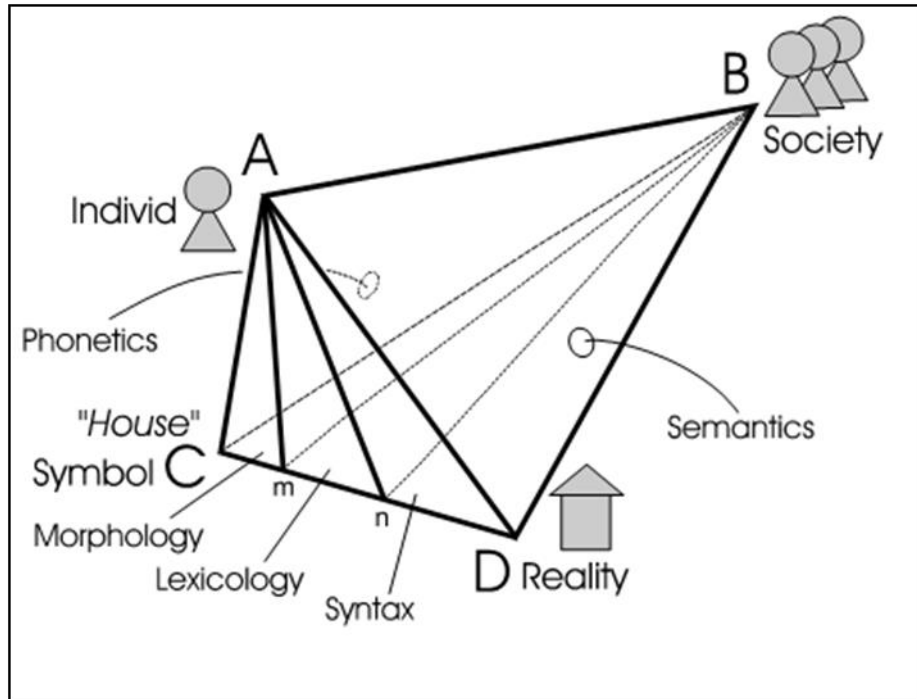 B
Society
A
Individ
Phonetics
"House"
Symbol C
Semantics
m
Morphology
n
Lexicology
D Reality
Syntax